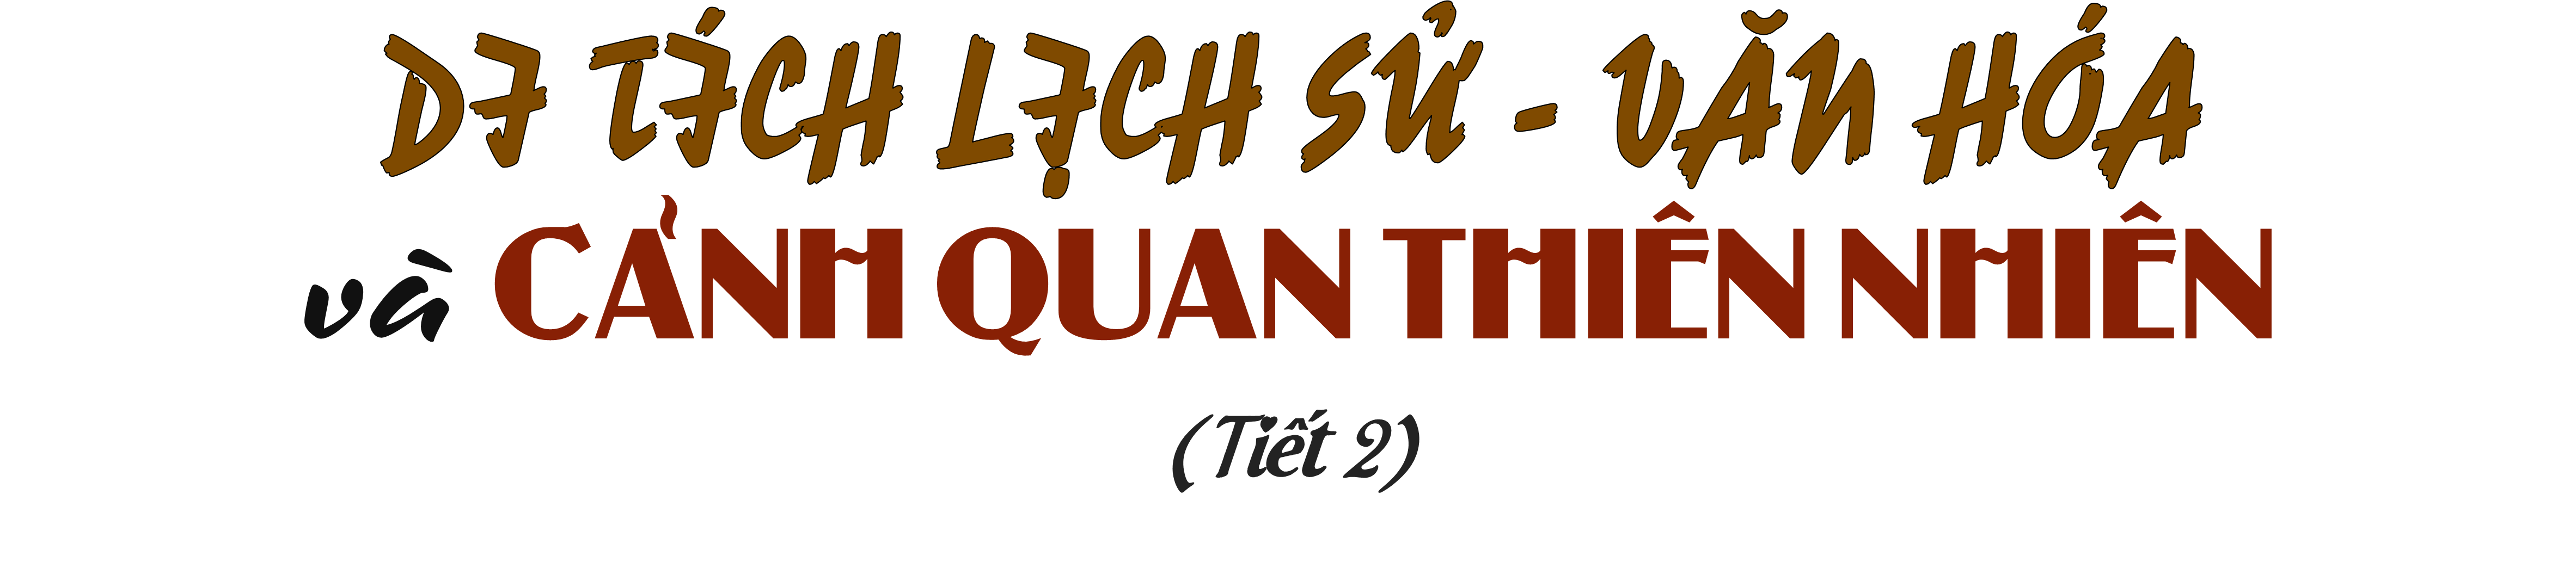 DI TÍCH LỊCH SỬ - VĂN HÓA
và CẢNH QUAN THIÊN NHIÊN
(Tiết 2)